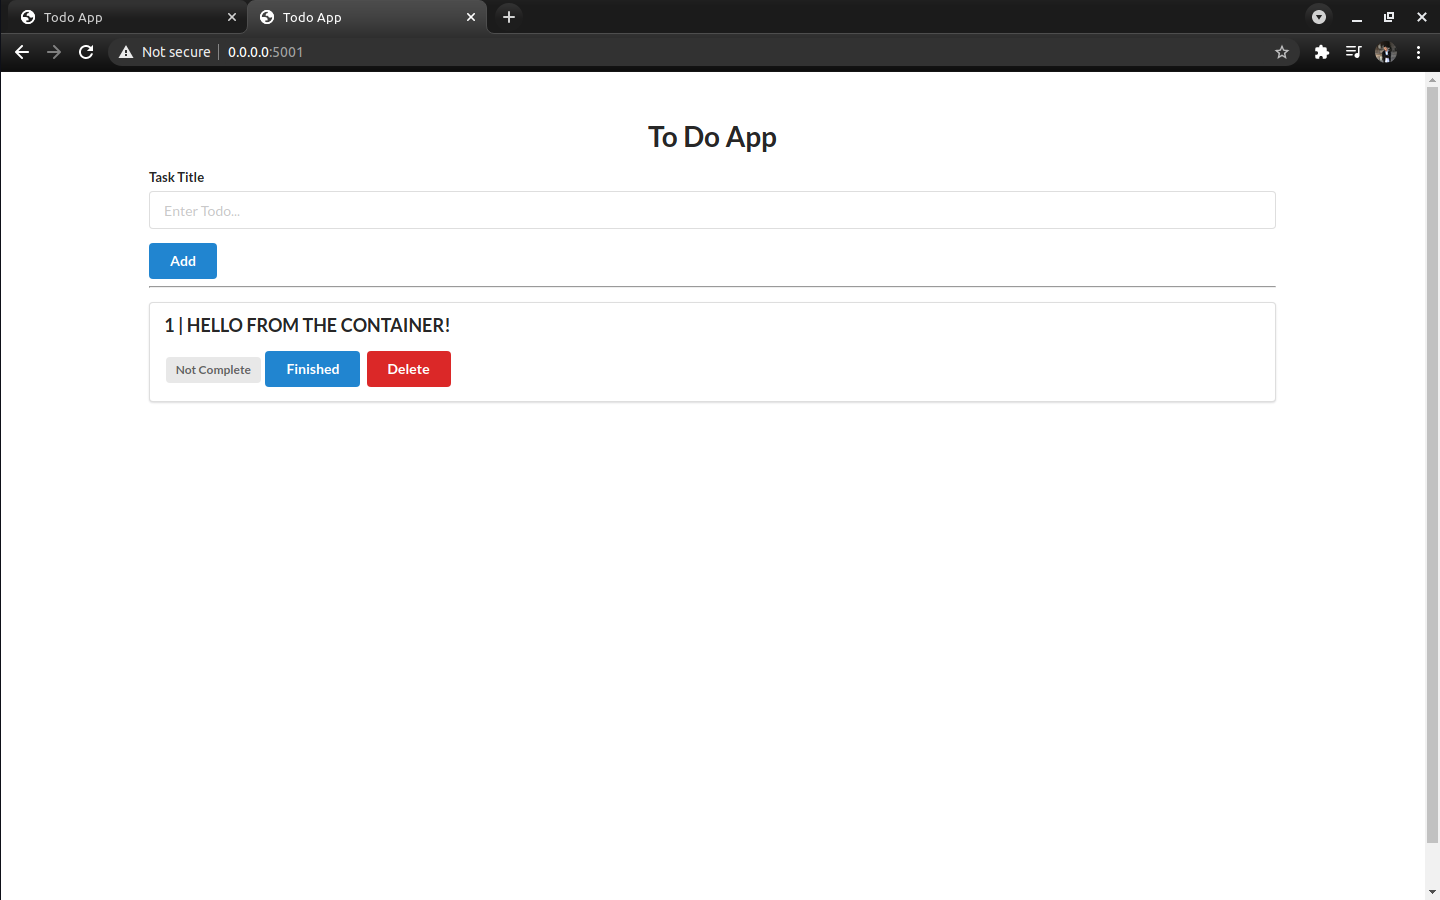 Todo App
Todo App
Not secure 0.0.0.0:5001
To Do App
Task Title
Enter Todo...
Add
1 | HELLO FROM THE CONTAINER!
Not Complete Finished Delete